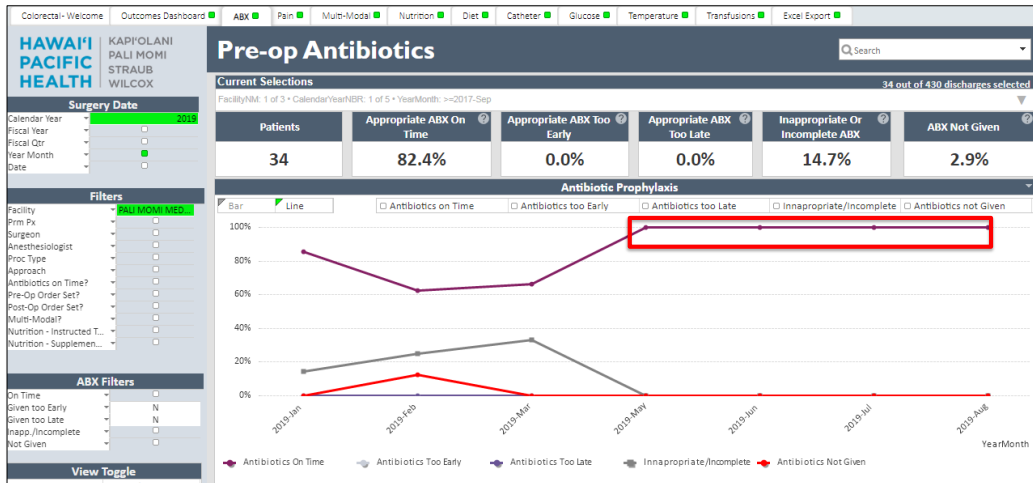 Colorectal- Welcome Outcomes Dashboard ABX Pain Multi-Modal Nutrition Diet Catheter Glucose Temperature Transfusions Excel Export
HAWAI'I
PACIFIC
HEALTH
KAPI'OLANI
PALI MOMI
STRAUB
WILCOX
Pre-op Antibiotics
Search
Surgery Date
Calendar Year 2019
Fiscal Year
Fiscal Qtr
Year Month
Date
Filters
Facility PALI MOMI MED...
Prm Px
Surgeon
Anesthesiologist
Proc Type
Approach
Antibiotics on Time?
Pre-Op Order Set?
Post-Op Order Set?
Multi-Modal?
Nutrition - Instructed T...
Nutrition - Supplemen...
ABX Filters
On Time
Given too Early N
Given too Late N
Inapp./Incomplete
Not Given
View Toggle
Current Selections 34 out of 430 discharges selected
FacilityNM: 1 of 3 • CalendarYearNBR: 1 of 5 • YearMonth: >=2017-Sep
Patients
34
Appropriate ABX On ?
Time
82.4%
Appropriate ABX Too ?
Early
0.0%
Appropriate ABX ?
Too Late
0.0%
Inappropriate Or ?
Incomplete ABX
14.7%
ABX Not Given ?
2.9%
Antibiotic Prophylaxis
Bar Line Antibiotics on Time Antibiotics too Early Antibiotics too Late Innapropriate/Incomplete Antibiotics not Given
100%
80%
60%
40%
20%
0%
2019-Jan 2019-Feb 2019-Mar 2019-May 2019-Jun 2019-Jul 2019-Aug
YearMonth
Antibiotics On Time Antibiotics Too Early Antibiotics Too Late Innapropriate/Incomplete Antibiotics Not Given